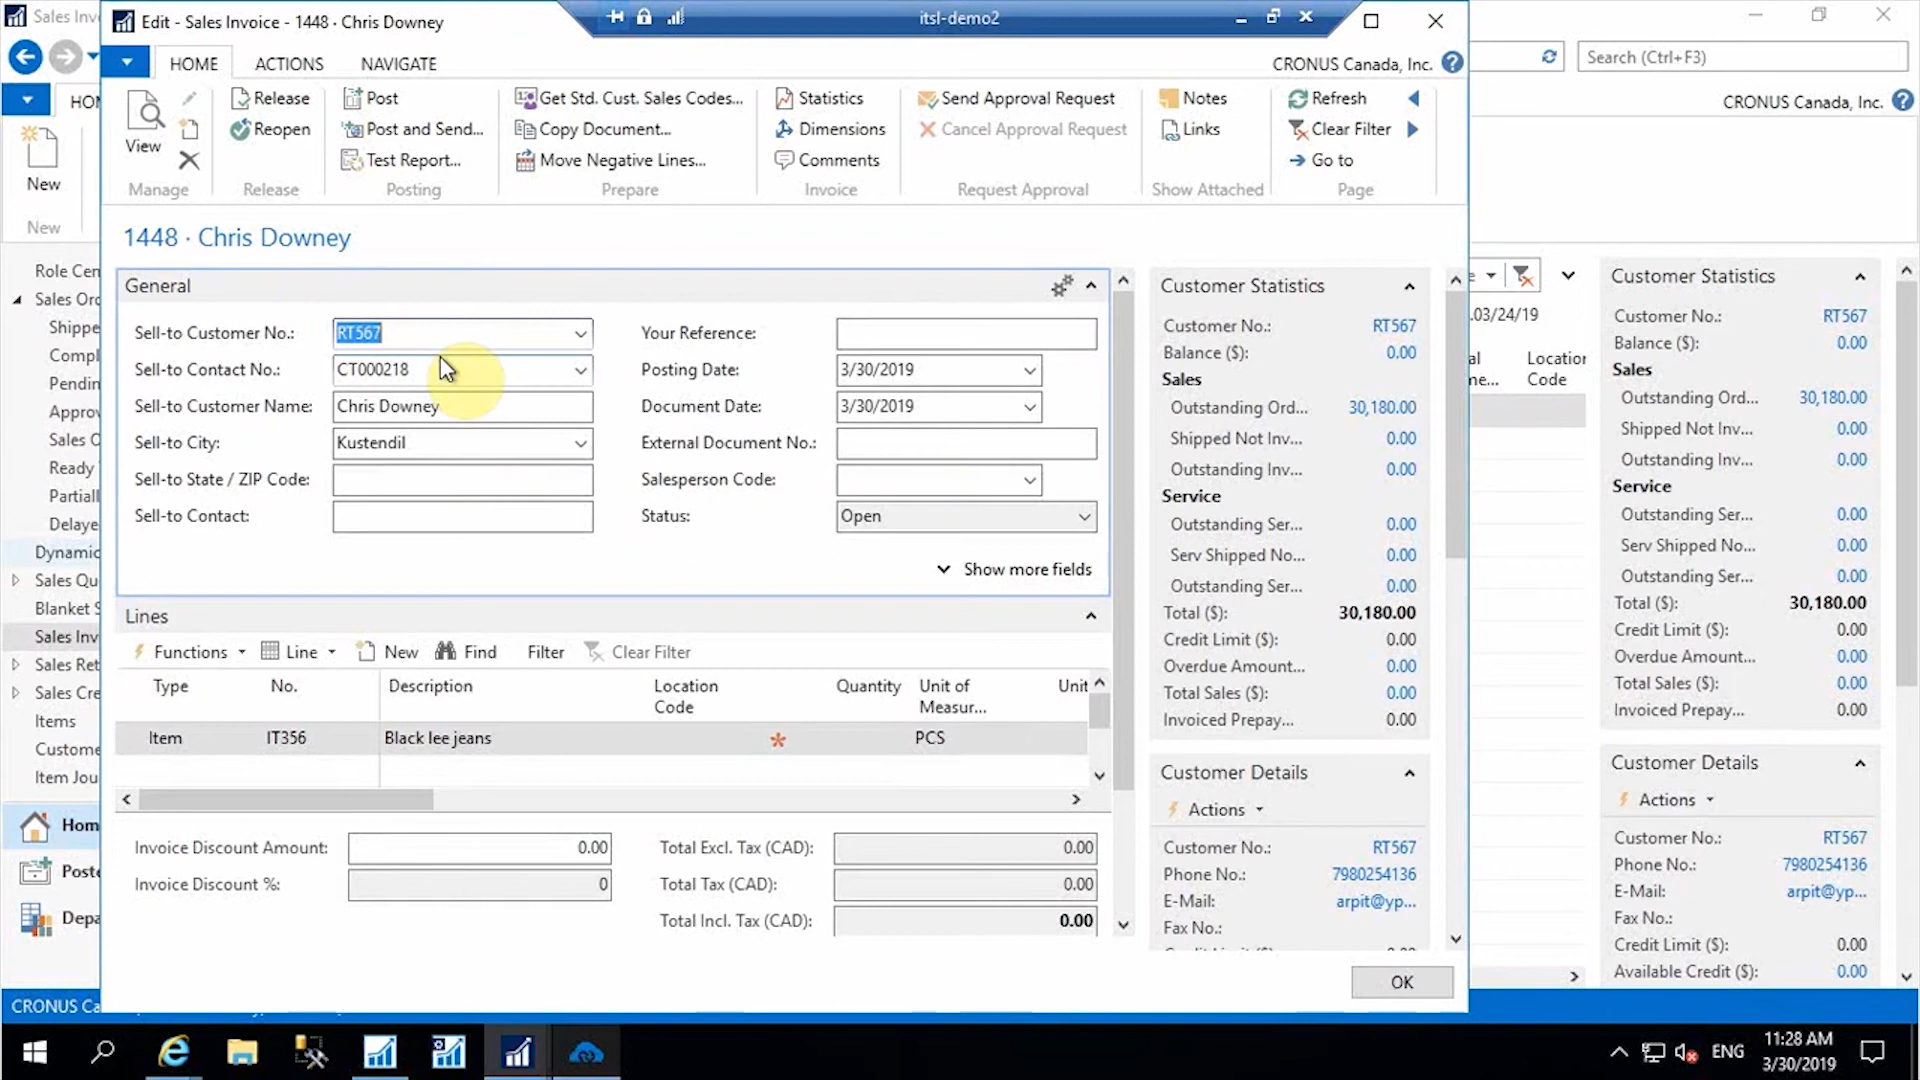 Sales Inv
Edit - Sales Invoice - 1448 · Chris Downey
itsl-demo2
HOME
ACTIONS
NAVIGATE
CRONUS Canada, Inc.
Search (Ctrl+F3)
HOM
CRONUS Canada, Inc.
New
New
View
Manage
Release
Reopen
Release
Post
Post and Send...
Test Report...
Posting
Get Std. Cust. Sales Codes...
Copy Document...
Move Negative Lines...
Prepare
Statistics
Dimensions
Comments
Invoice
Send Approval Request
Cancel Approval Request
Request Approval
Notes
Links
Show Attached
Refresh
Clear Filter
Go to
Page
1448 · Chris Downey
Role Cen
Sales Ord
Shippe
Compl
Pendin
Approv
Sales O
Ready
Partiall
Delaye
Dynamic
Sales Qu
Blanket S
Sales Inv
Sales Ret
Sales Cre
Items
Custome
Item Jou
Hom
Poste
Depa
General
Sell-to Customer No.: RT567
Sell-to Contact No.: CT000218
Sell-to Customer Name: Chris Downey
Sell-to City: Kustendil
Sell-to State / ZIP Code:
Sell-to Contact:
Your Reference:
Posting Date: 3/30/2019
Document Date: 3/30/2019
External Document No.:
Salesperson Code:
Status: Open
Show more fields
Lines
Functions Line New Find Filter Clear Filter
Type No. Description Location Code Quantity Unit of Measur... Unit
Item IT356 Black lee jeans PCS
Invoice Discount Amount: 0.00
Invoice Discount %: 0
Total Excl. Tax (CAD): 0.00
Total Tax (CAD): 0.00
Total Incl. Tax (CAD): 0.00
Customer Statistics
Customer No.: RT567
Balance ($): 0.00
Sales
Outstanding Ord... 30,180.00
Shipped Not Inv... 0.00
Outstanding Inv... 0.00
Service
Outstanding Ser... 0.00
Serv Shipped No... 0.00
Outstanding Ser... 0.00
Total ($): 30,180.00
Credit Limit ($): 0.00
Overdue Amount... 0.00
Total Sales ($): 0.00
Invoiced Prepay... 0.00
Customer Details
Actions
Customer No.: RT567
Phone No.: 7980254136
E-Mail: arpit@yp...
Fax No.:
OK
.03/24/19
Location
Code
Customer Statistics
Customer No.: RT567
Balance ($): 0.00
Sales
Outstanding Ord... 30,180.00
Shipped Not Inv... 0.00
Outstanding Inv... 0.00
Service
Outstanding Ser... 0.00
Serv Shipped No... 0.00
Outstanding Ser... 0.00
Total ($): 30,180.00
Credit Limit ($): 0.00
Overdue Amount... 0.00
Total Sales ($): 0.00
Invoiced Prepay... 0.00
Customer Details
Actions
Customer No.: RT567
Phone No.: 7980254136
E-Mail: arpit@yp...
Fax No.:
Credit Limit ($): 0.00
Available Credit ($): 0.00
CRONUS Ca
ENG
11:28 AM
3/30/2019